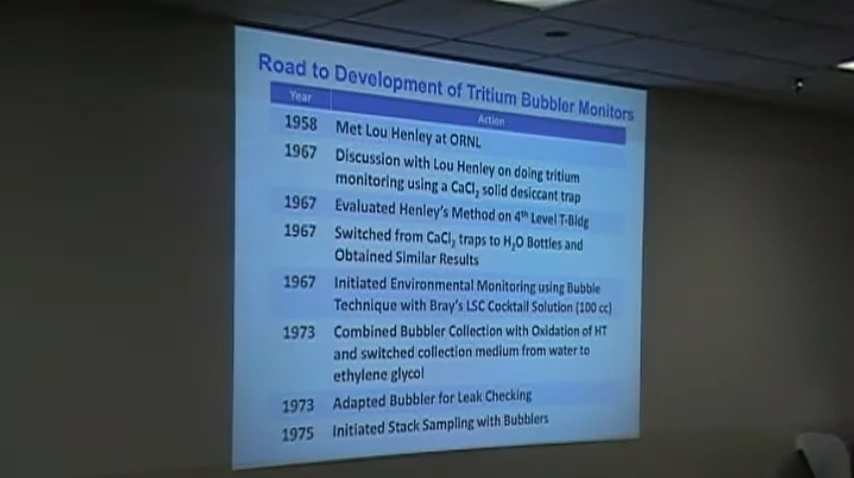 Road to Development of Tritium Bubbler Monitors
Year Action
1958 Met Lou Henley at ORNL
1967 Discussion with Lou Henley on doing tritium
monitoring using a CaCl₂ solid desiccant trap
1967 Evaluated Henley's Method on 4th Level T-Bldg
1967 Switched from CaCl₂ traps to H₂O Bottles and
Obtained Similar Results
1967 Initiated Environmental Monitoring using Bubble
Technique with Bray's LSC Cocktail Solution (100 cc)
1973 Combined Bubbler Collection with Oxidation of HT
and switched collection medium from water to
ethylene glycol
1973 Adapted Bubbler for Leak Checking
1975 Initiated Stack Sampling with Bubblers